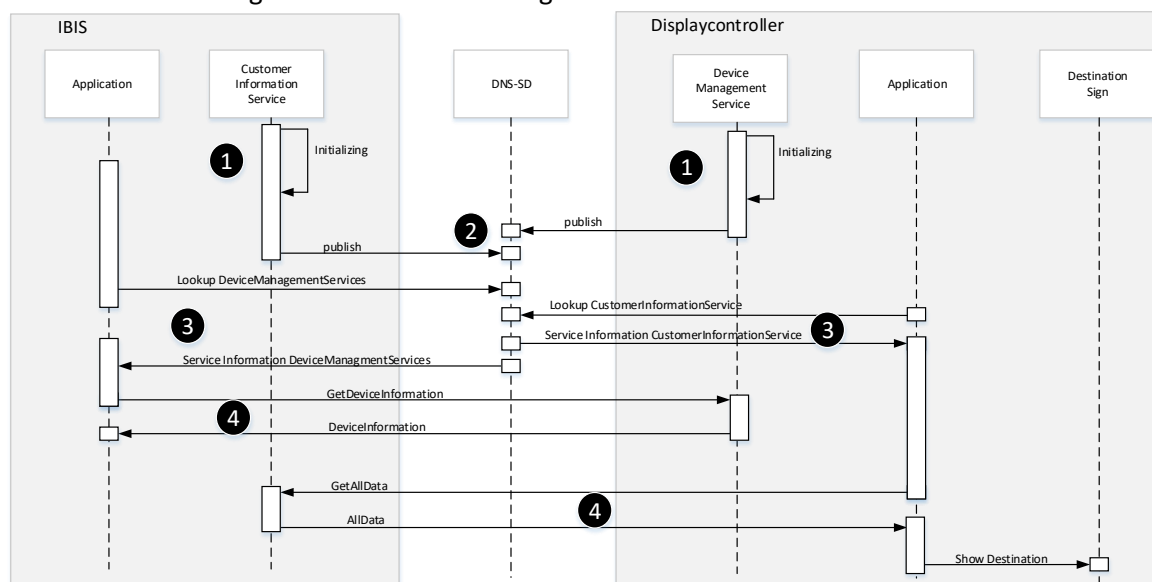 IBIS
Displaycontroller
Application
Customer
Information
Service
DNS-SD
Device
Management
Service
Application
Destination
Sign
Initializing
1
Initializing
1
publish
2
publish
Lookup DeviceManagementServices
Lookup CustomerInformationService
3
Service Information CustomerInformationService
3
Service Information DeviceManagmentServices
GetDeviceInformation
4
DeviceInformation
GetAllData
4
AllData
Show Destination